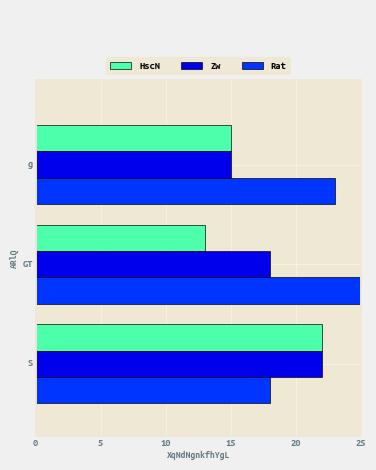 HscN Zw Rat
g
ARlQ
GT
S
0 5 10 15 20 25
XqNdNgnkfhYgL